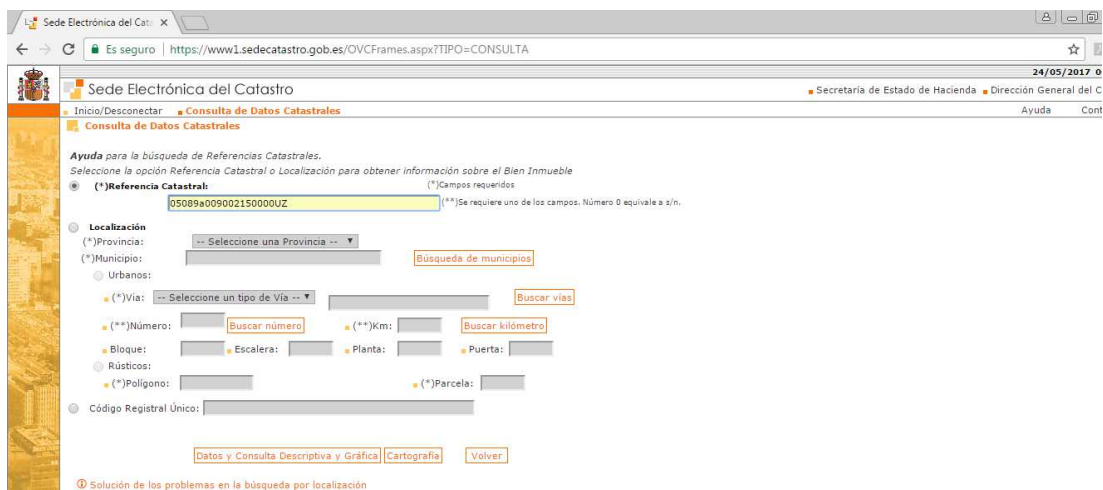 Sede Electrónica del Cat
Es seguro | https://www1.sedecatastro.gob.es/OVCFrames.aspx?TIPO=CONSULTA
24/05/2017 0
Sede Electrónica del Catastro
Secretaría de Estado de Hacienda Dirección General del C
Inicio/Desconectar Consulta de Datos Catastrales Ayuda Cont
Consulta de Datos Catastrales
Ayuda para la búsqueda de Referencias Catastrales.
Seleccione la opción Referencia Catastral o Localización para obtener información sobre el Bien Inmueble
(*)Referencia Catastral: (*)Campos requeridos
05089a009002150000UZ (**)Se requiere uno de los campos. Número 0 equivale a s/n.
Localización
(*)Provincia: -- Seleccione una Provincia --
(*)Municipio: Búsqueda de municipios
Urbanos:
(*)Via: -- Seleccione un tipo de Vía -- Buscar vías
(**)Número: Buscar número (**)Km: Buscar kilómetro
Bloque: Escalera: Planta: Puerta:
Rústicos:
(*)Polígono: (*)Parcela:
Código Registral Único:
Datos y Consulta Descriptiva y Gráfica Cartografía Volver
Solución de los problemas en la búsqueda por localización